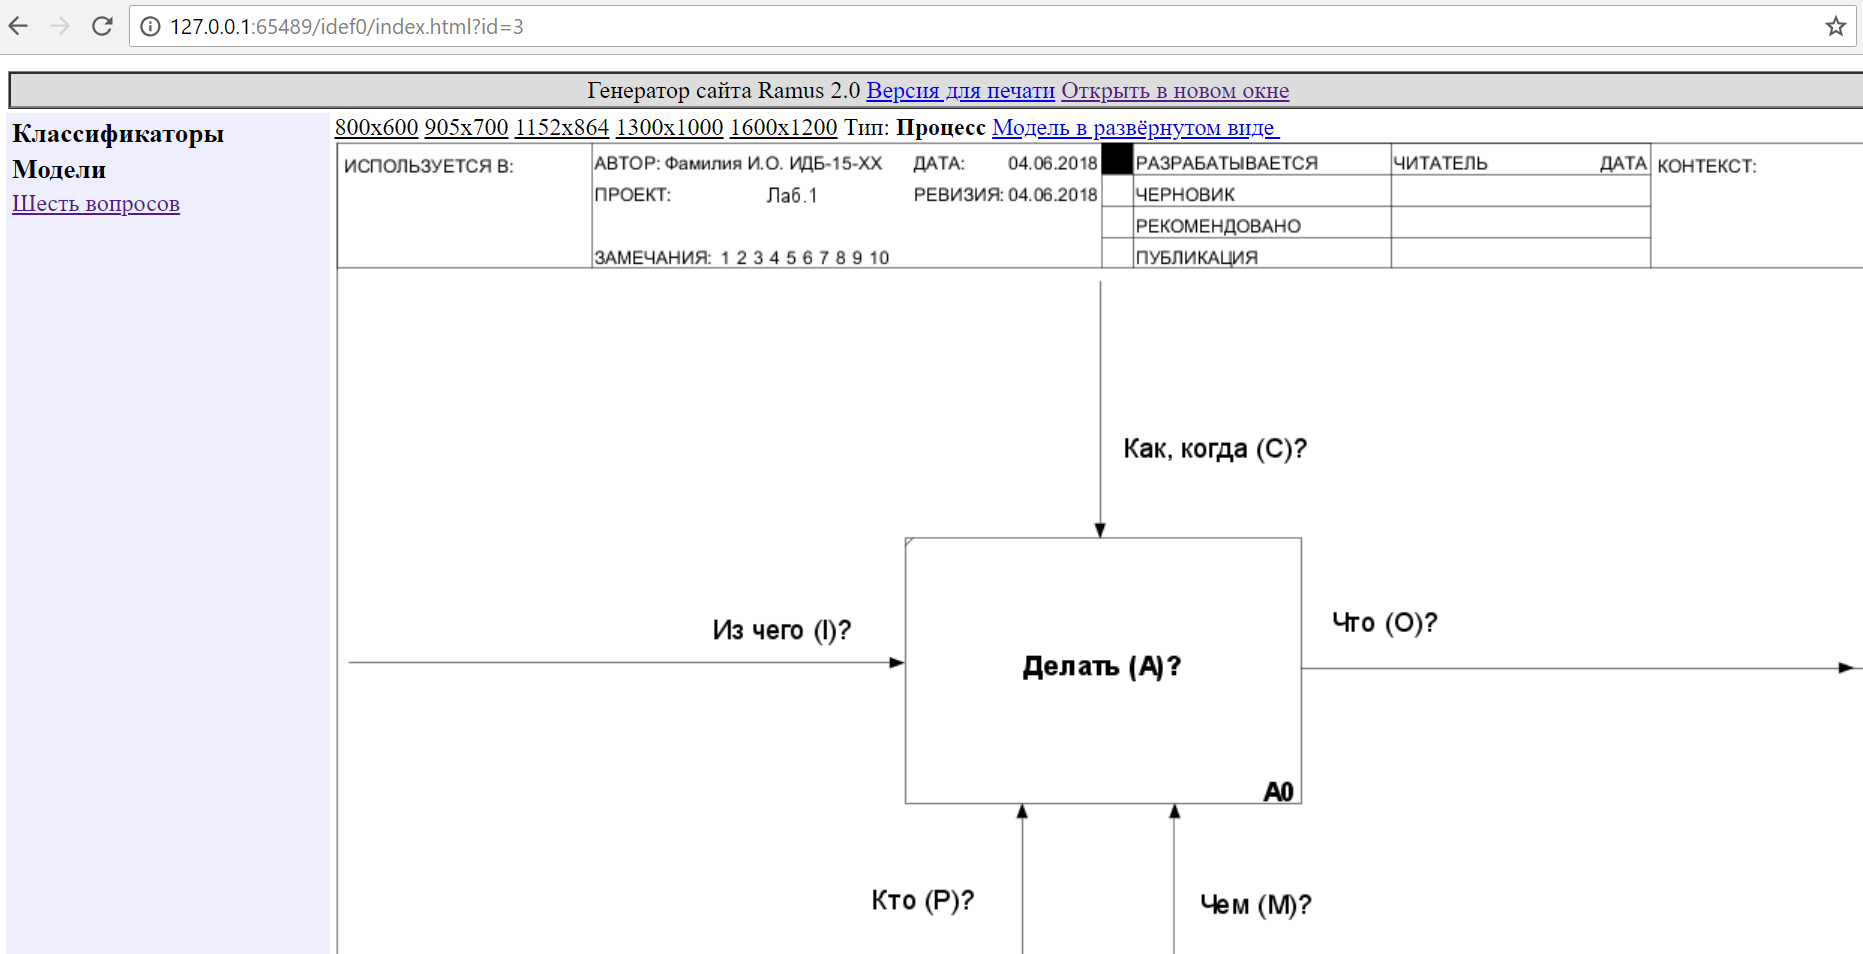 127.0.0.1:65489/idef0/index.html?id=3
Генератор сайта Ramus 2.0 Версия для печати Открыть в новом окне
Классификаторы
Модели
Шесть вопросов
800x600 905x700 1152x864 1300x1000 1600x1200 Тип: Процесс Модель в развёрнутом виде
ИСПОЛЬЗУЕТСЯ В:
АВТОР: Фамилия И.О. ИДБ-15-ХХ
ДАТА: 04.06.2018
ПРОЕКТ: Лаб.1
РЕВИЗИЯ: 04.06.2018
ЗАМЕЧАНИЯ: 1 2 3 4 5 6 7 8 9 10
РАЗРАБАТЫВАЕТСЯ
ЧЕРНОВИК
РЕКОМЕНДОВАНО
ПУБЛИКАЦИЯ
ЧИТАТЕЛЬ ДАТА
КОНТЕКСТ:
Как, когда (C)?
Из чего (I)?
Что (O)?
Делать (A)?
A0
Кто (P)?
Чем (M)?